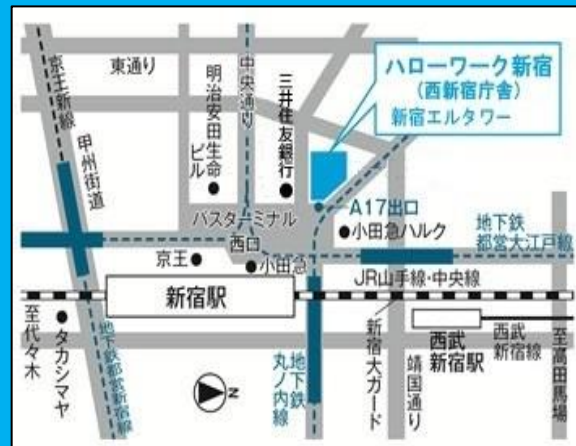 ハローワーク新宿
(西新宿庁舎)
新宿エルタワー
東通り
京王新線
甲州街道
明治安田生命
ビル
中央通り
三井住友銀行
A17出口
バスターミナル
西口
小田急ハルク
地下鉄
都営大江戸線
京王
小田急
JR山手線・中央線
新宿駅
至代々木
タカシマヤ
地下鉄都営新宿線
N
地下鉄
丸ノ内線
新宿大ガード
靖国通り
西武
新宿駅
西武
新宿線
至高田馬場